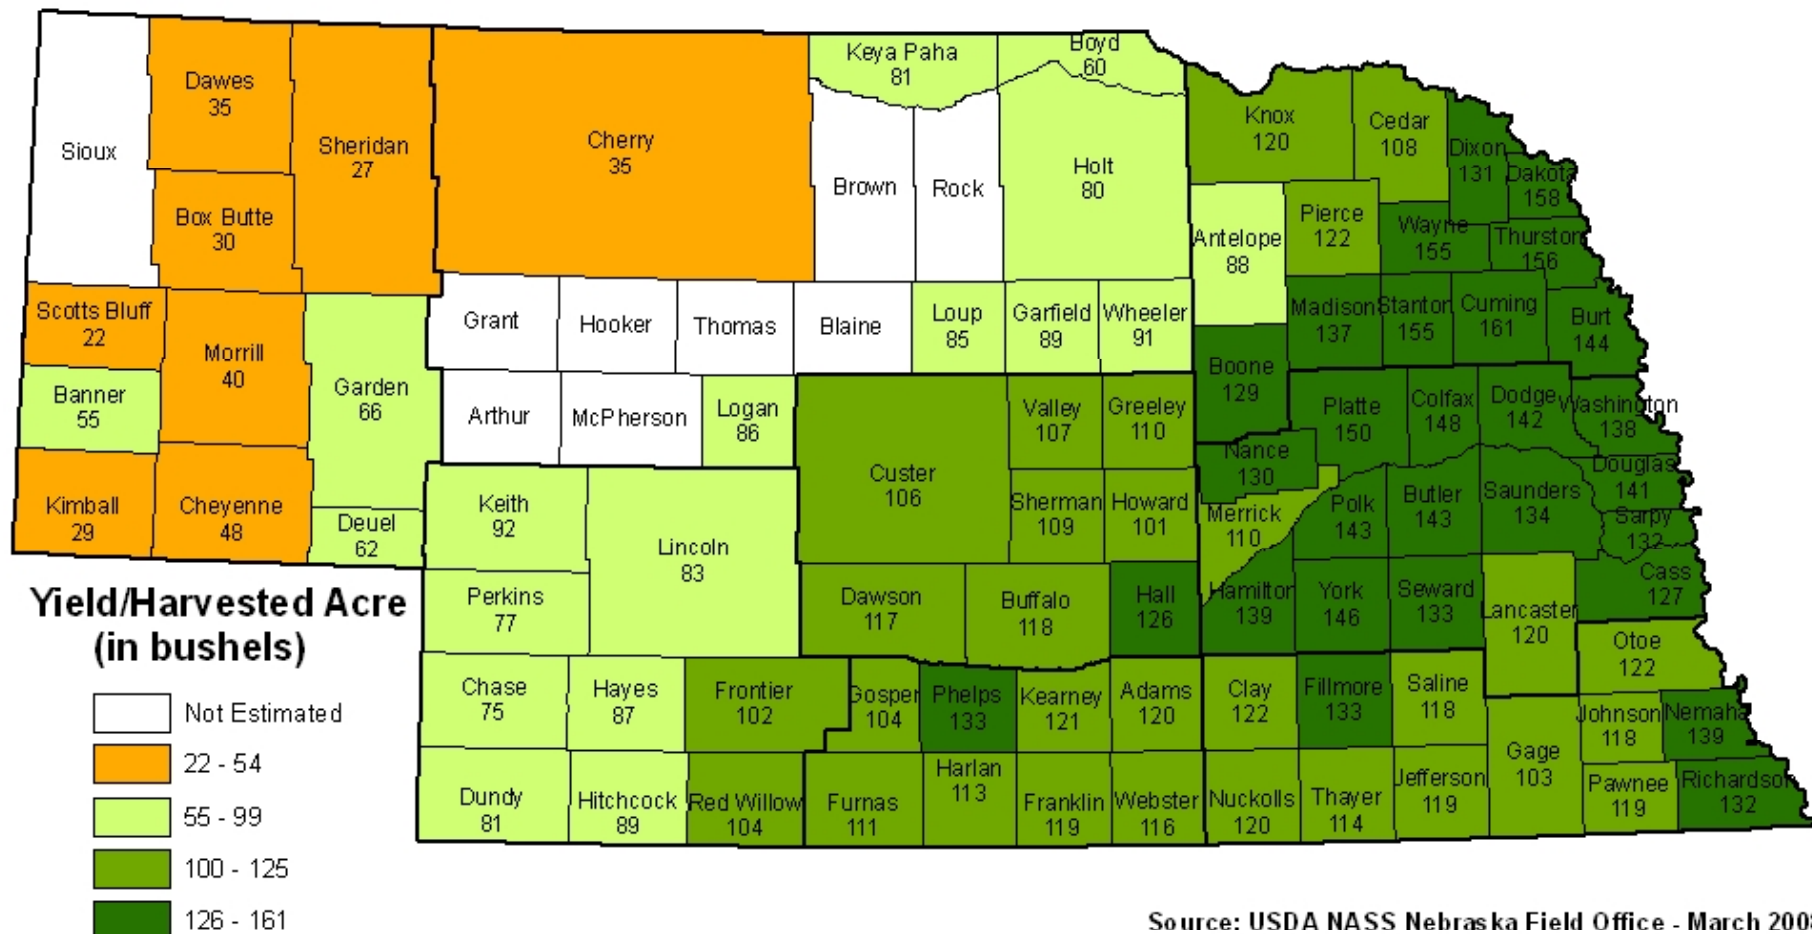 Keya Paha
81
Boyd
60
Dawes
35
Sheridan
27
Cherry
35
Sioux
Knox
120
Cedar
108
Dixon
131
Dakota
158
Brown
Rock
Holt
80
Box Butte
30
Antelope
88
Pierce
122
Wayne
155
Thurston
156
Scotts Bluff
22
Morrill
40
Garden
66
Grant
Hooker
Thomas
Blaine
Loup
85
Garfield
89
Wheeler
91
Boone
129
Madison
137
Stanton
155
Cuming
161
Burt
144
Banner
55
Arthur
McPherson
Logan
86
Custer
106
Valley
107
Greeley
110
Platte
150
Colfax
148
Dodge
142
Washington
138
Nance
130
Kimball
29
Cheyenne
48
Deuel
62
Keith
92
Lincoln
83
Sherman
109
Howard
101
Merrick
110
Polk
143
Butler
143
Saunders
134
Douglas
141
Sarpy
132
Cass
127
Perkins
77
Dawson
117
Buffalo
118
Hall
126
Hamilton
139
York
146
Seward
133
Lancaster
120
Otoe
122
Chase
75
Hayes
87
Frontier
102
Gosper
104
Phelps
133
Kearney
121
Adams
120
Clay
122
Fillmore
133
Saline
118
Gage
103
Johnson
118
Nemaha
139
Dundy
81
Hitchcock
89
Red Willow
104
Furnas
111
Harlan
113
Franklin
119
Webster
116
Nuckolls
120
Thayer
114
Jefferson
119
Pawnee
119
Richardson
132
Yield/Harvested Acre
(in bushels)
Not Estimated
22 - 54
55 - 99
100 - 125
126 - 161
Source: USDA NASS Nebraska Field Office - March 2008